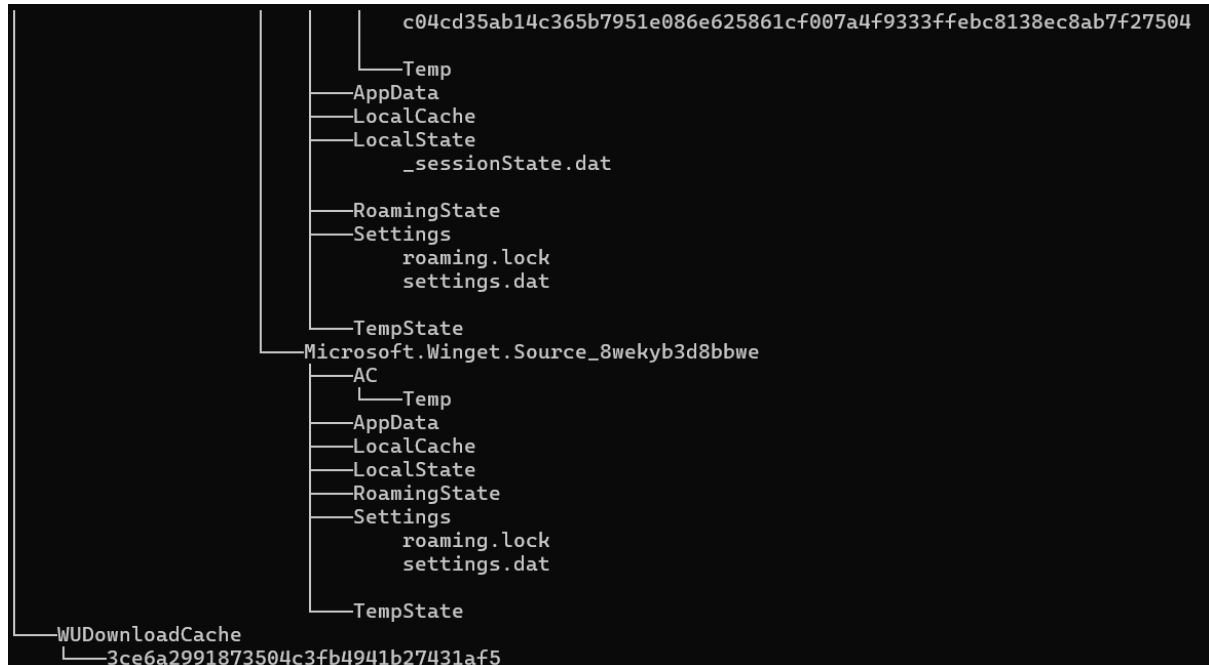 c04cd35ab14c365b7951e086e625861cf007a4f9333ffebc8138ec8ab7f27504
Temp
AppData
LocalCache
LocalState
_sessionState.dat
RoamingState
Settings
roaming.lock
settings.dat
TempState
Microsoft.Winget.Source_8wekyb3d8bbwe
AC
Temp
AppData
LocalCache
LocalState
RoamingState
Settings
roaming.lock
settings.dat
TempState
WUDownloadCache
3ce6a2991873504c3fb4941b27431af5